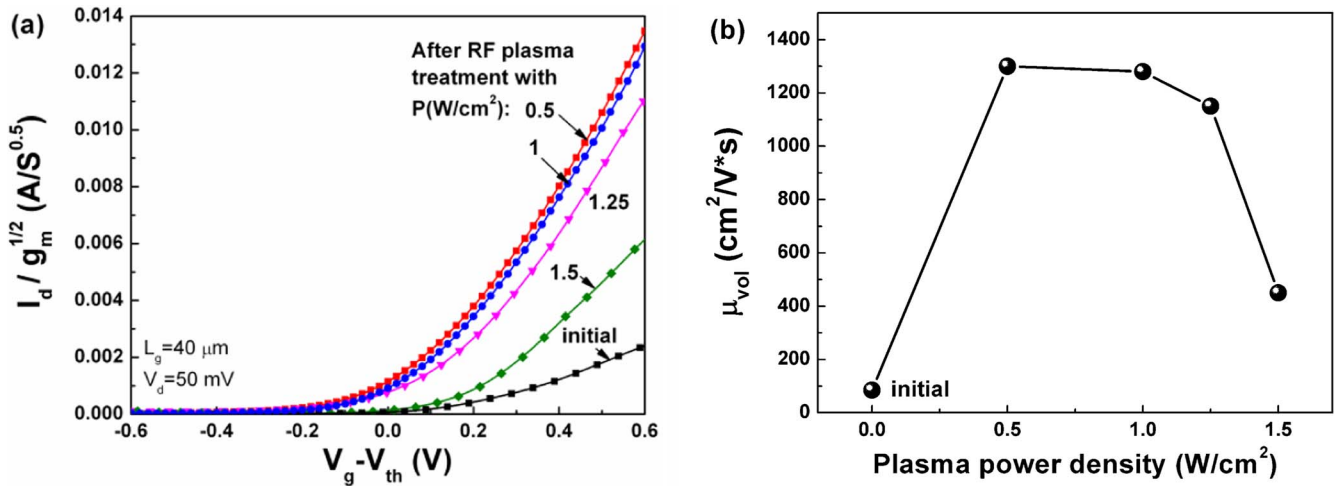 (a)
0.014
0.012
0.010
0.008
0.006
0.004
0.002
0.000
I_d / g_m^{1/2} (A/S^{0.5})
After RF plasma
treatment with
P(W/cm²): 0.5
1
1.25
1.5
initial
L_g=40 μm
V_d=50 mV
-0.6 -0.4 -0.2 0.0 0.2 0.4 0.6
V_g-V_th (V)
(b)
1400
1200
1000
800
600
400
200
0
μ_vol (cm²/V*s)
initial
0.0 0.5 1.0 1.5
Plasma power density (W/cm²)